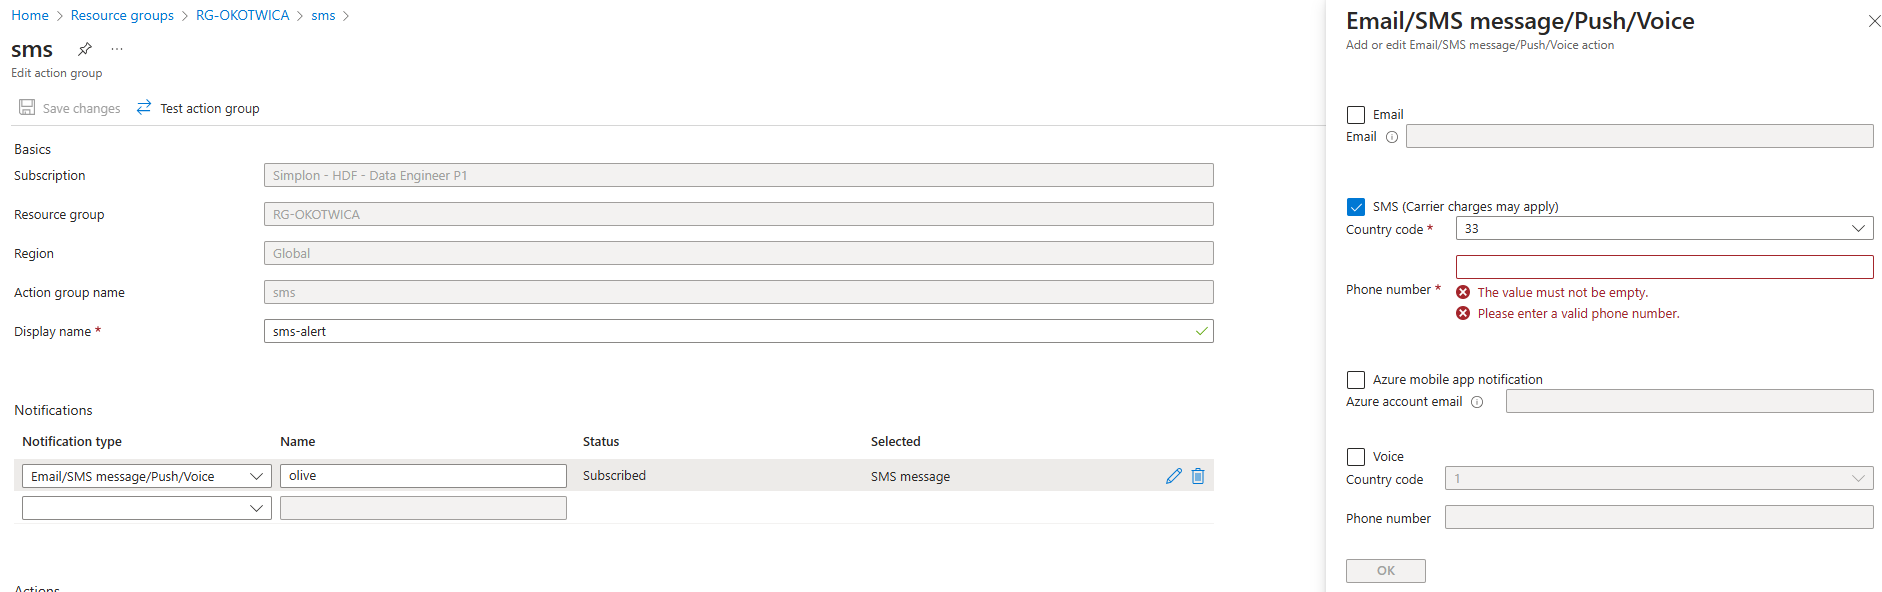 Home > Resource groups > RG-OKOTWICA > sms >
sms ...
Edit action group
Save changes Test action group
Basics
Subscription Simplon - HDF - Data Engineer P1
Resource group RG-OKOTWICA
Region Global
Action group name sms
Display name * sms-alert
Notifications
Notification type Name Status Selected
Email/SMS message/Push/Voice olive Subscribed SMS message
Actions
Email/SMS message/Push/Voice
Add or edit Email/SMS message/Push/Voice action
Email
Email
SMS (Carrier charges may apply)
Country code * 33
Phone number *
The value must not be empty.
Please enter a valid phone number.
Azure mobile app notification
Azure account email
Voice
Country code 1
Phone number
OK